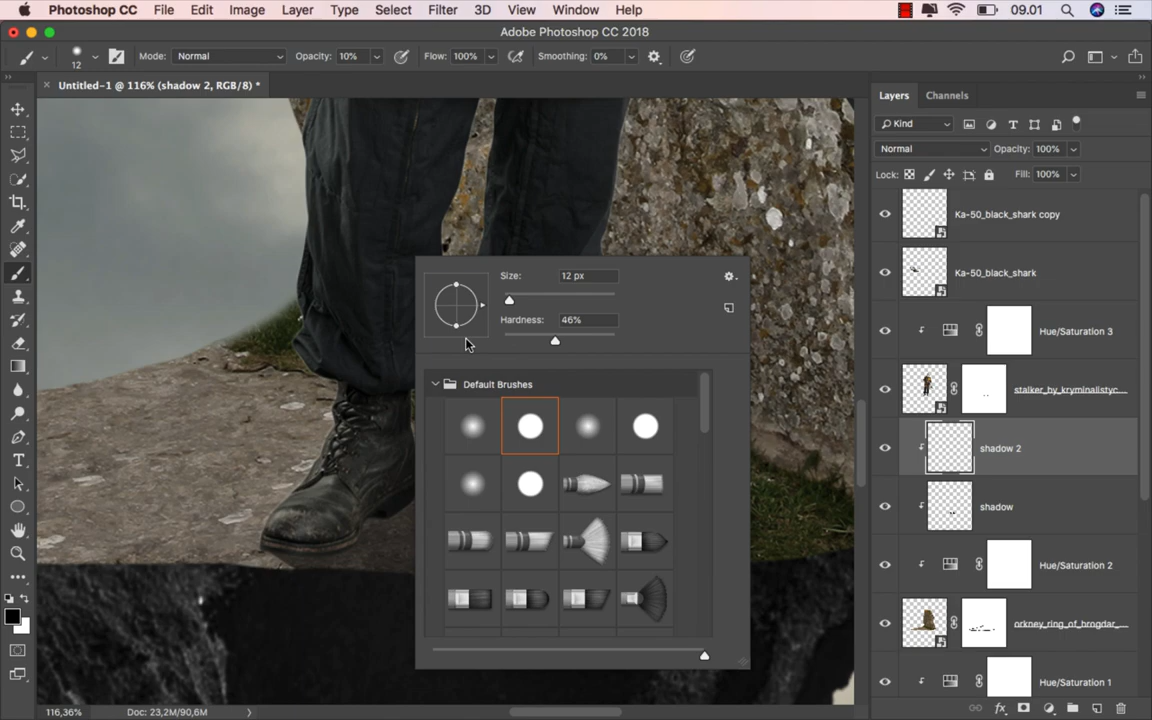 Photoshop CC File Edit Image Layer Type Select Filter 3D View Window Help 09.01
Adobe Photoshop CC 2018
12 Mode: Normal Opacity: 10% Flow: 100% Smoothing: 0%
Untitled-1 @ 116% (shadow 2, RGB/8) *
Layers Channels
Kind
Normal Opacity: 100%
Lock: Fill: 100%
Ka-50_black_shark copy
Ka-50_black_shark
Hue/Saturation 3
stalker_by_kryminalistyc...
shadow 2
shadow
Hue/Saturation 2
orkney_ring_of_brogdar_...
Hue/Saturation 1
Size: 12 px
Hardness: 46%
Default Brushes
116,36% Doc: 23,2M/90,6M